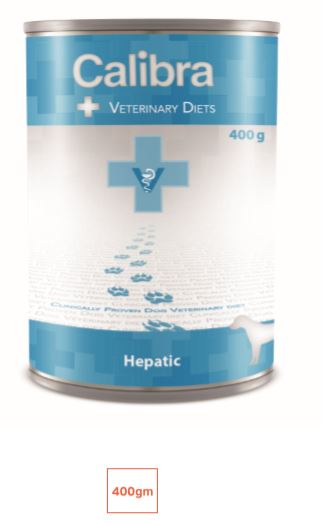 Calibra
VETERINARY DIETS
400 g
V
CLINICALLY PROVEN DOG VETERINARY DIET
Hepatic
400gm